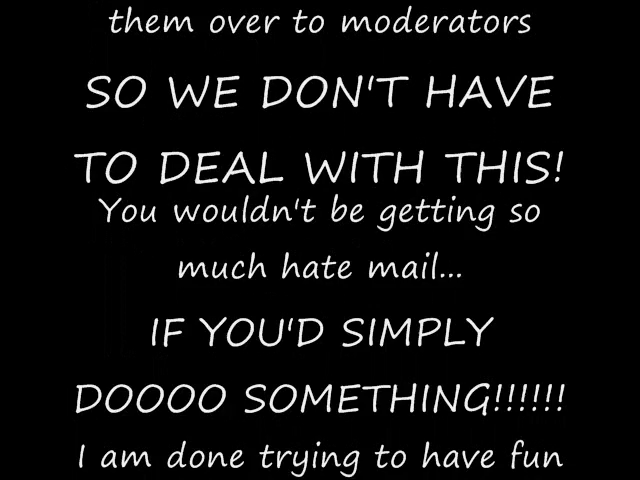 them over to moderators
SO WE DON'T HAVE
TO DEAL WITH THIS!
You wouldn't be getting so
much hate mail...
IF YOU'D SIMPLY
DOOOO SOMETHING!!!!!!
I am done trying to have fun